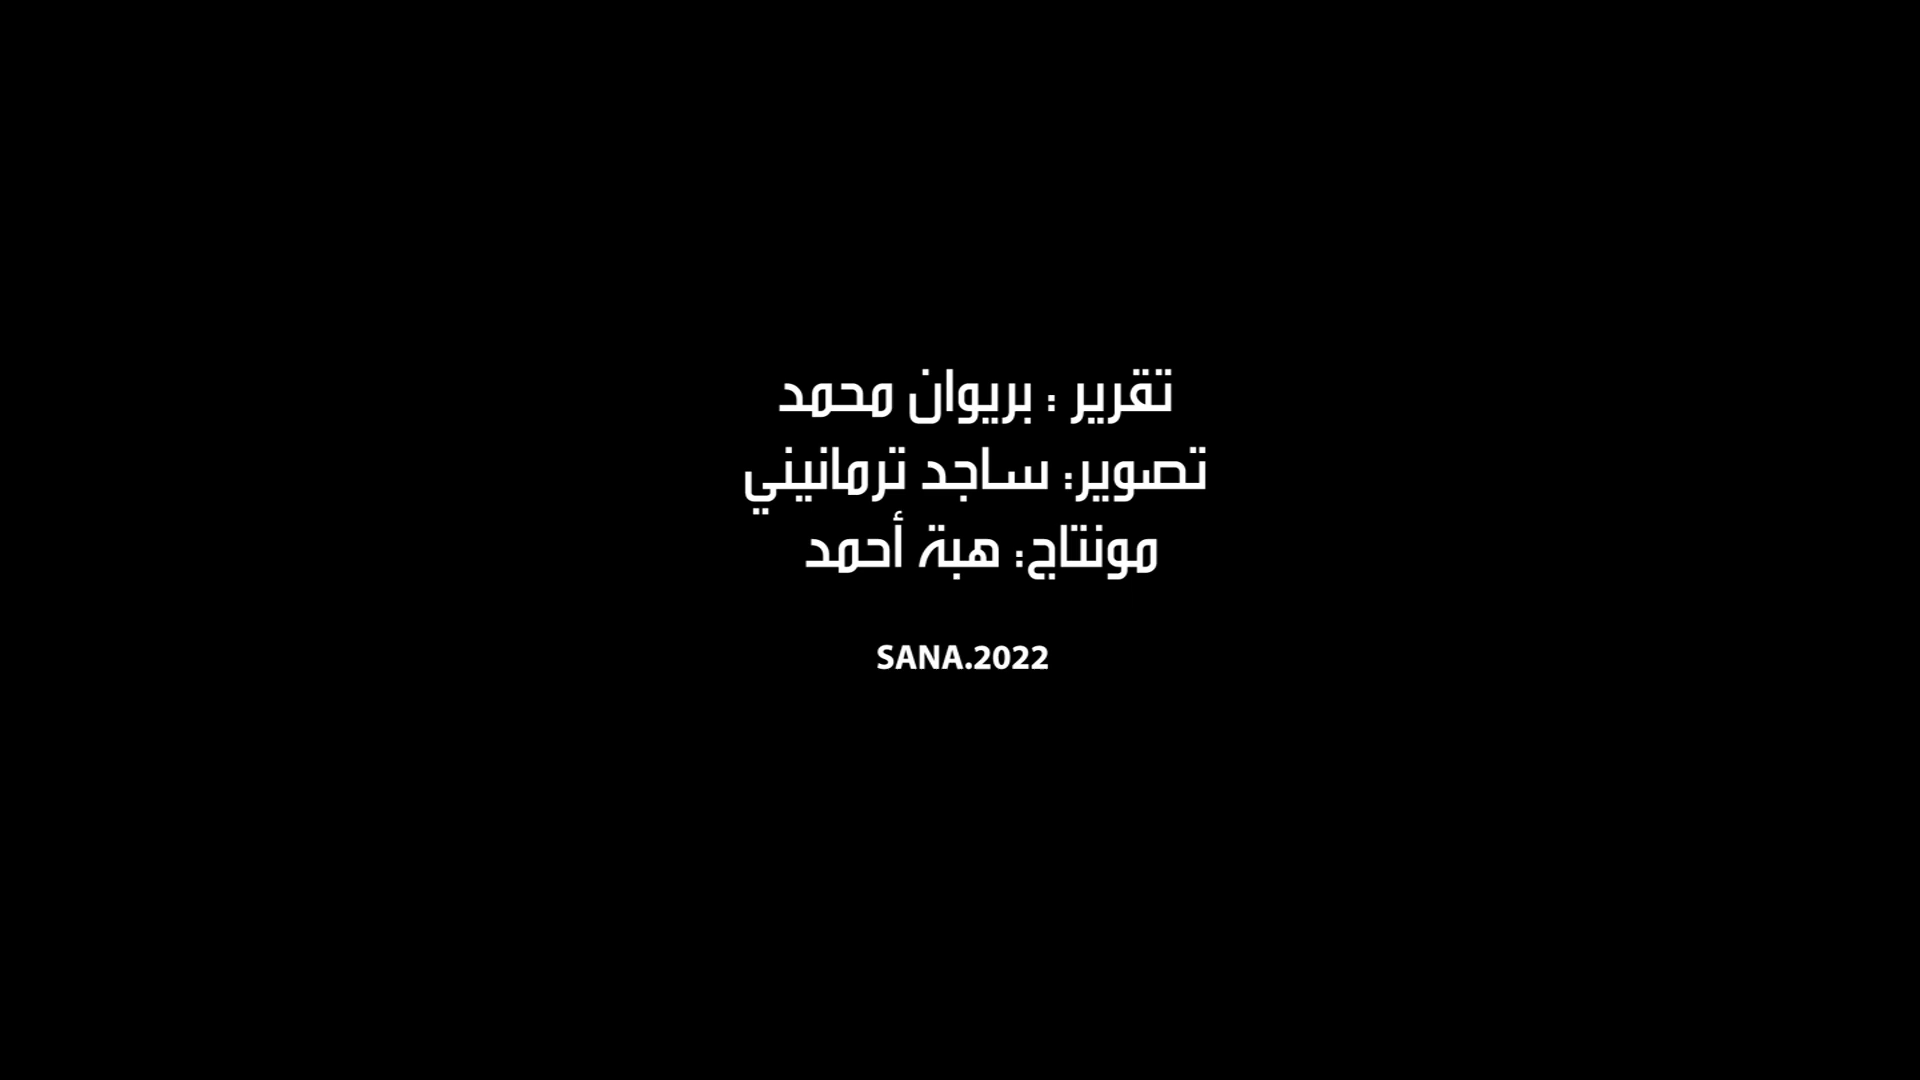 تقرير : بريوان محمد
تصوير: ساجد ترمانيني
مونتاج: هبة أحمد
SANA.2022